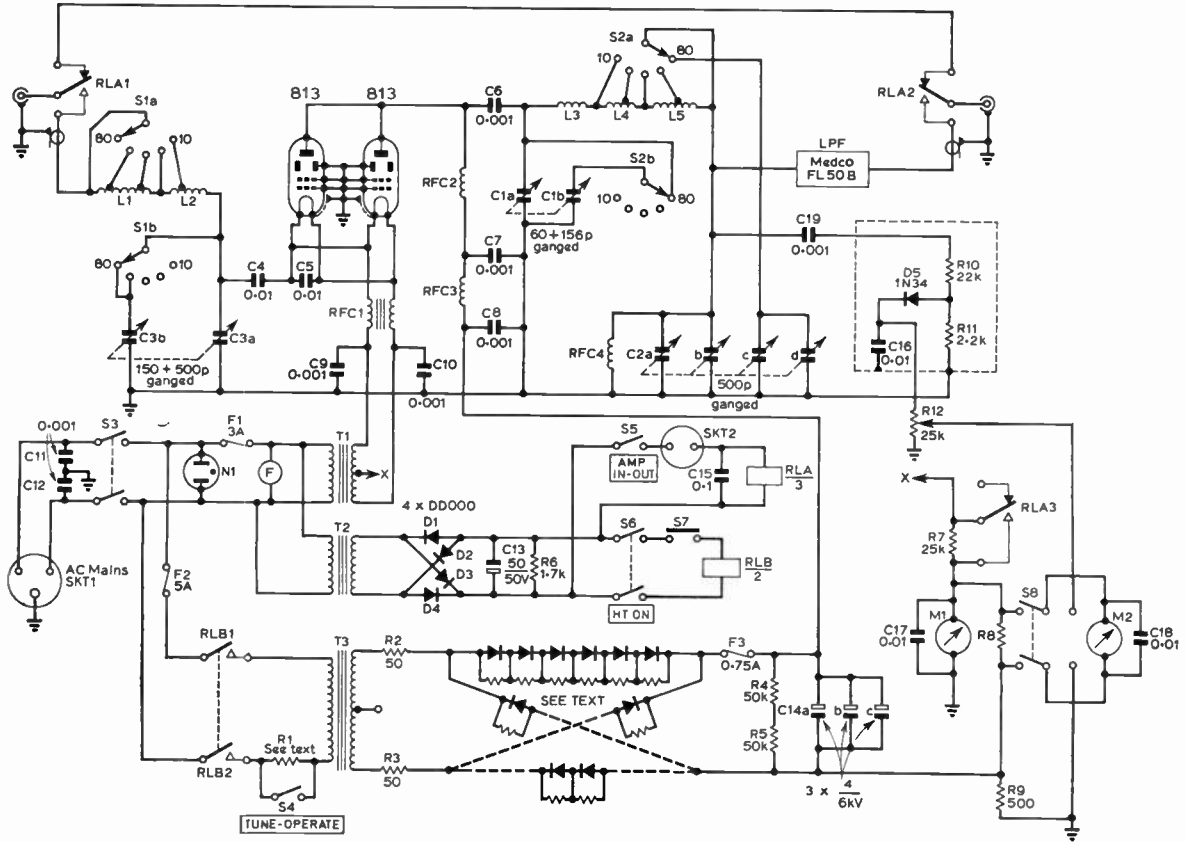 RLA1
S1a
80
10
L1
L2
S1b
80
10
C3b
C3a
150 + 500p
ganged
C4
0·01
C5
0·01
813
813
RFC1
C9
0·001
C10
0·001
RFC2
RFC3
C6
0·001
C7
0·001
C8
0·001
C1a
C1b
60 + 156p
ganged
S2a
10
80
L3
L4
L5
S2b
10
80
RFC4
C2a
b
c
d
500p
ganged
RLA2
LPF
Medco
FL50B
C19
0·001
D5
1N34
R10
22k
R11
2·2k
C16
0·01
R12
25k
0·001
C11
C12
S3
F1
3A
N1
F
T1
X
AC Mains
SKT1
F2
5A
T2
4 x DD000
D1
D2
D3
D4
C13
50
50V
R6
1·7k
S5
AMP
IN-OUT
SKT2
C15
0·1
RLA
3
S6
S7
HT ON
RLB
2
X
RLA3
R7
25k
C17
0·01
M1
R8
S8
M2
C18
0·01
R9
500
RLB1
RLB2
R1
See text
S4
TUNE-OPERATE
T3
R2
50
R3
50
SEE TEXT
F3
0·75A
R4
50k
R5
50k
C14a
b
c
3 x 4
6kV